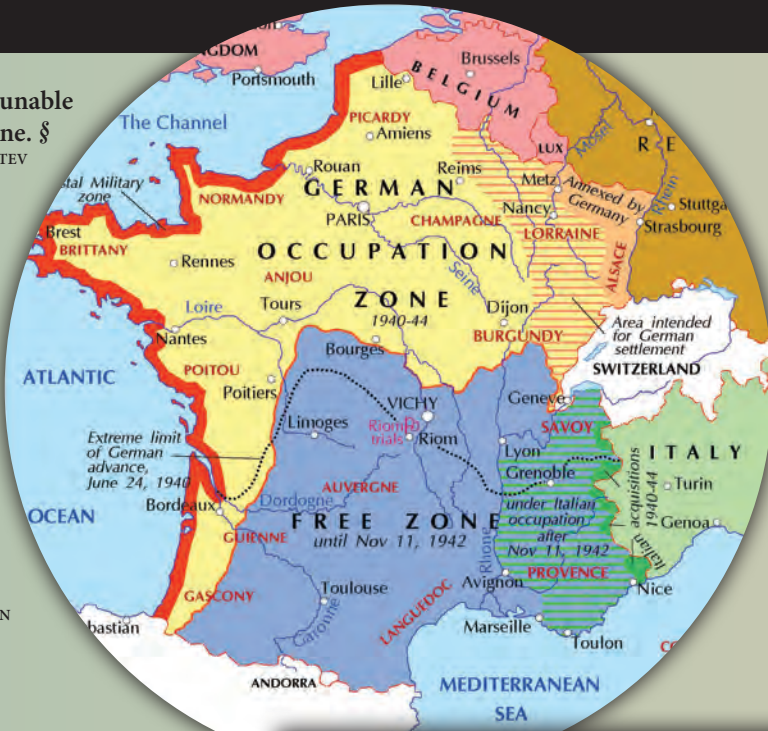 GDOM
Portsmouth
unable
ne. §
TEV
The Channel
stal Military
zone
Brussels
BELGIUM
Lille
PICARDY
Amiens
LUX
Mosel
RE
Rouan
Reims
GERMAN
Metz
Annexed by
Germany
Rhein
Stuttga
NORMANDY
PARIS
CHAMPAGNE
Nancy
LORRAINE
Strasbourg
Brest
BRITTANY
Rennes
OCCUPATION
ANJOU
Seine
ALSACE
Loire
Tours
ZONE
1940-44
Dijon
Nantes
Bourges
BURGUNDY
Area intended
for German
settlement
SWITZERLAND
ATLANTIC
POITOU
Poitiers
VICHY
Geneve
Limoges
Riom
trials
Riom
SAVOY
Extreme limit
of German
advance,
June 24, 1940
Lyon
Grenoble
ITALY
Turin
Bordeaux
Dordogne
AUVERGNE
under Italian
occupation
after
Nov 11, 1942
Italian acquisitions
1940-44
Genoa
OCEAN
GUIENNE
FREE ZONE
until Nov 11, 1942
Rhone
PROVENCE
GASCONY
Toulouse
Garonne
LANGUEDOC
Avignon
Nice
N
bastian
Marseille
Toulon
CO
ANDORRA
MEDITERRANEAN
SEA